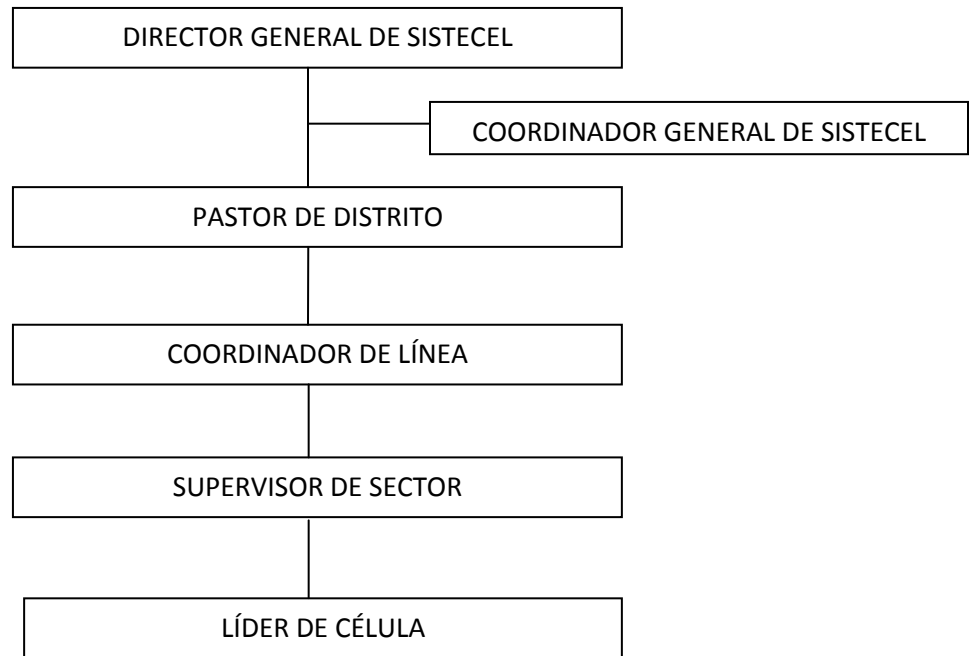 DIRECTOR GENERAL DE SISTECEL
COORDINADOR GENERAL DE SISTECEL
PASTOR DE DISTRITO
COORDINADOR DE LÍNEA
SUPERVISOR DE SECTOR
LÍDER DE CÉLULA